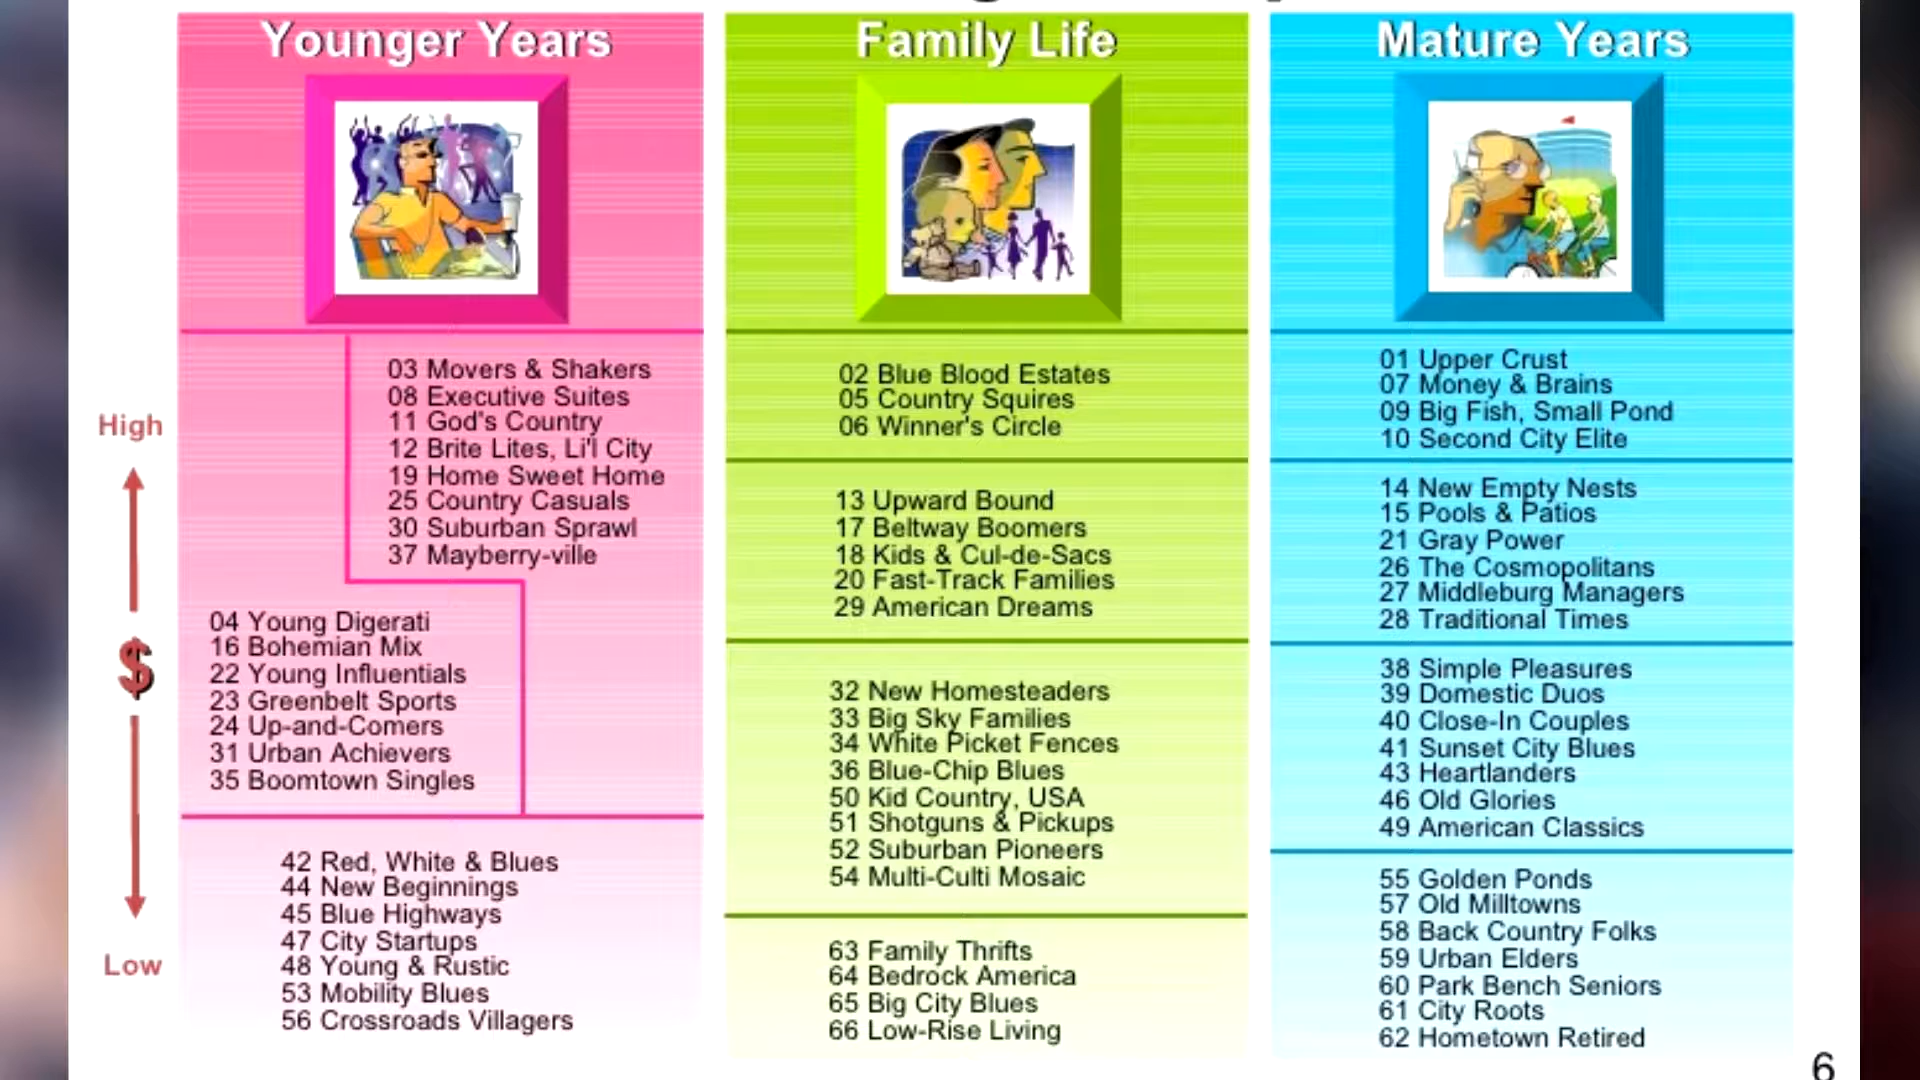 Younger Years
03 Movers & Shakers
08 Executive Suites
11 God's Country
12 Brite Lites, Li'l City
19 Home Sweet Home
25 Country Casuals
30 Suburban Sprawl
37 Mayberry-ville
04 Young Digerati
16 Bohemian Mix
22 Young Influentials
23 Greenbelt Sports
24 Up-and-Comers
31 Urban Achievers
35 Boomtown Singles
42 Red, White & Blues
44 New Beginnings
45 Blue Highways
47 City Startups
48 Young & Rustic
53 Mobility Blues
56 Crossroads Villagers
Family Life
02 Blue Blood Estates
05 Country Squires
06 Winner's Circle
13 Upward Bound
17 Beltway Boomers
18 Kids & Cul-de-Sacs
20 Fast-Track Families
29 American Dreams
32 New Homesteaders
33 Big Sky Families
34 White Picket Fences
36 Blue-Chip Blues
50 Kid Country, USA
51 Shotguns & Pickups
52 Suburban Pioneers
54 Multi-Culti Mosaic
63 Family Thrifts
64 Bedrock America
65 Big City Blues
66 Low-Rise Living
Mature Years
01 Upper Crust
07 Money & Brains
09 Big Fish, Small Pond
10 Second City Elite
14 New Empty Nests
15 Pools & Patios
21 Gray Power
26 The Cosmopolitans
27 Middleburg Managers
28 Traditional Times
38 Simple Pleasures
39 Domestic Duos
40 Close-In Couples
41 Sunset City Blues
43 Heartlanders
46 Old Glories
49 American Classics
55 Golden Ponds
57 Old Milltowns
58 Back Country Folks
59 Urban Elders
60 Park Bench Seniors
61 City Roots
62 Hometown Retired
High
$
Low
6